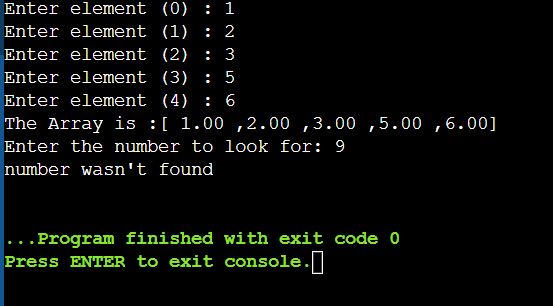 Enter element (0) : 1
Enter element (1) : 2
Enter element (2) : 3
Enter element (3) : 5
Enter element (4) : 6
The Array is :[ 1.00 ,2.00 ,3.00 ,5.00 ,6.00]
Enter the number to look for: 9
number wasn't found
...Program finished with exit code 0
Press ENTER to exit console.